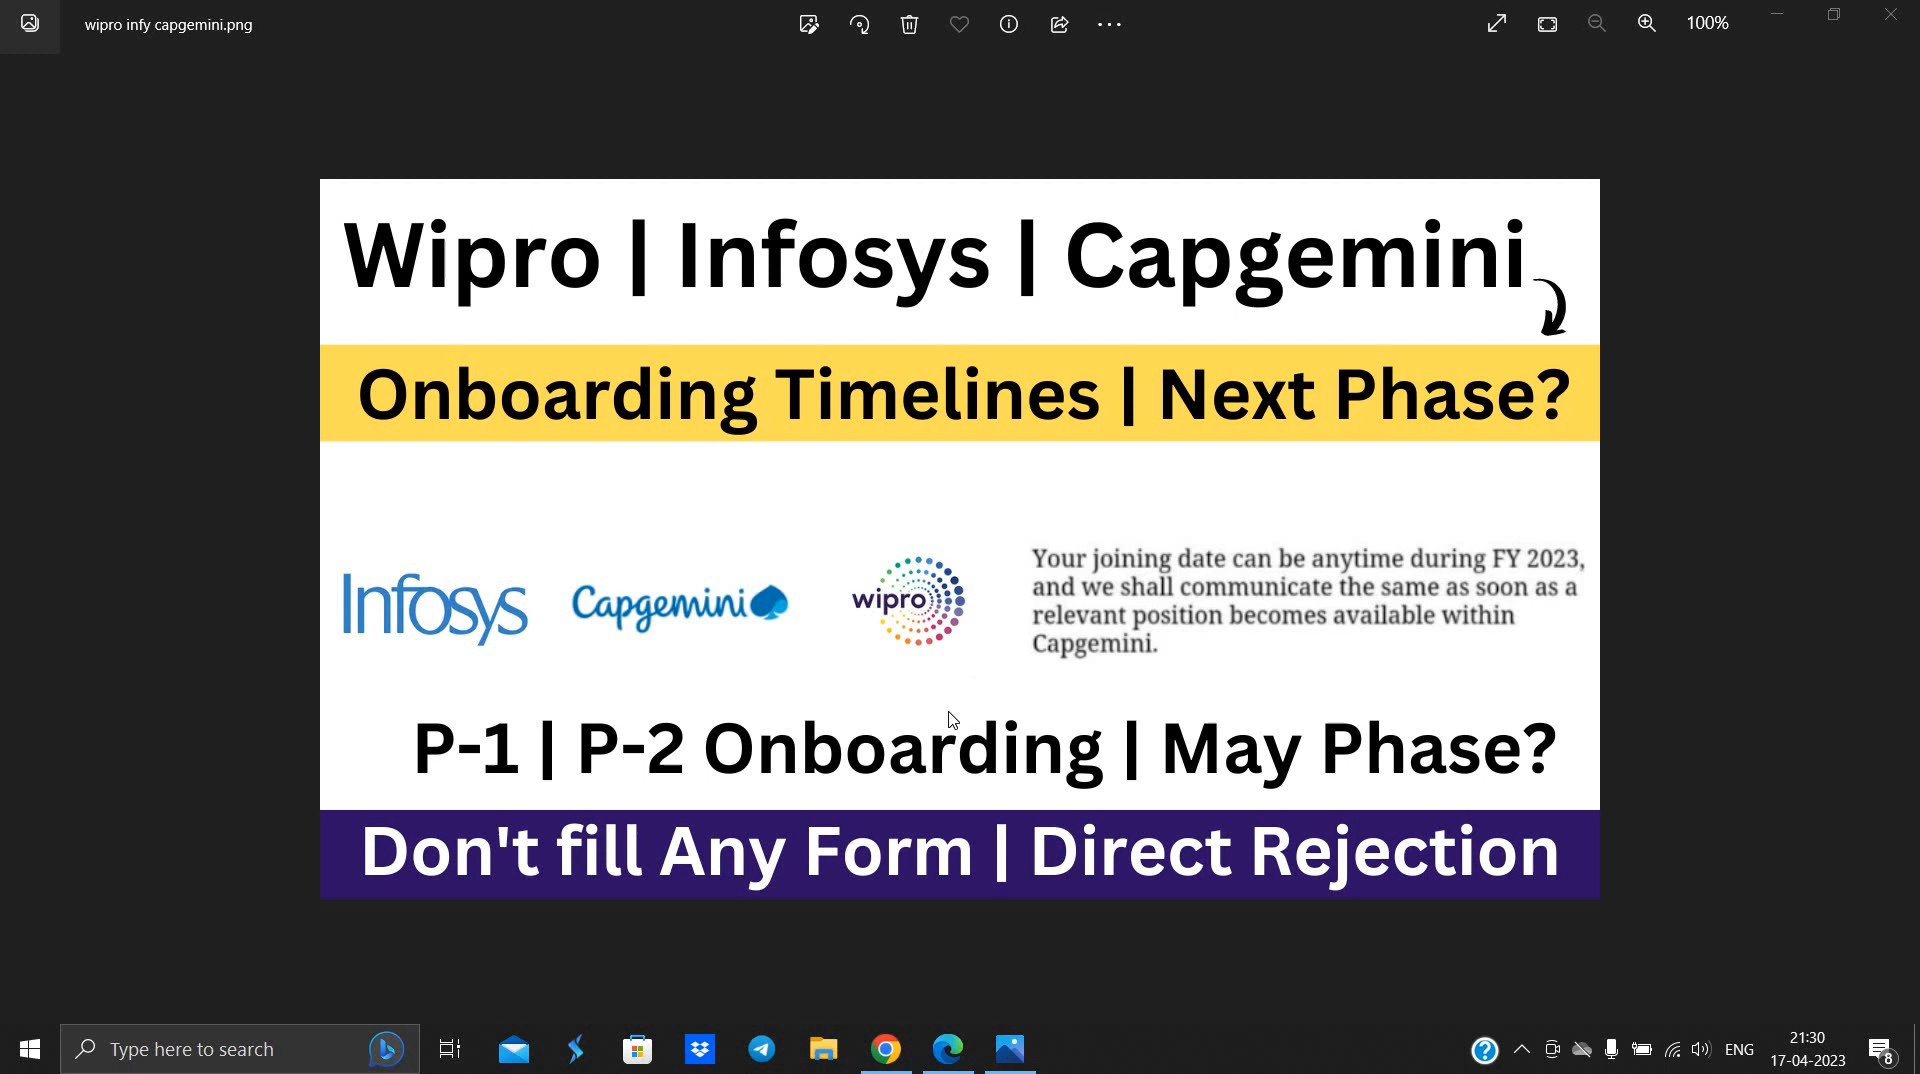 wipro infy capgemini.png
100%
Wipro | Infosys | Capgemini
Onboarding Timelines | Next Phase?
Infosys
Capgemini
wipro
Your joining date can be anytime during FY 2023,
and we shall communicate the same as soon as a
relevant position becomes available within
Capgemini.
P-1 | P-2 Onboarding | May Phase?
Don't fill Any Form | Direct Rejection
Type here to search
ENG
21:30
17-04-2023
8